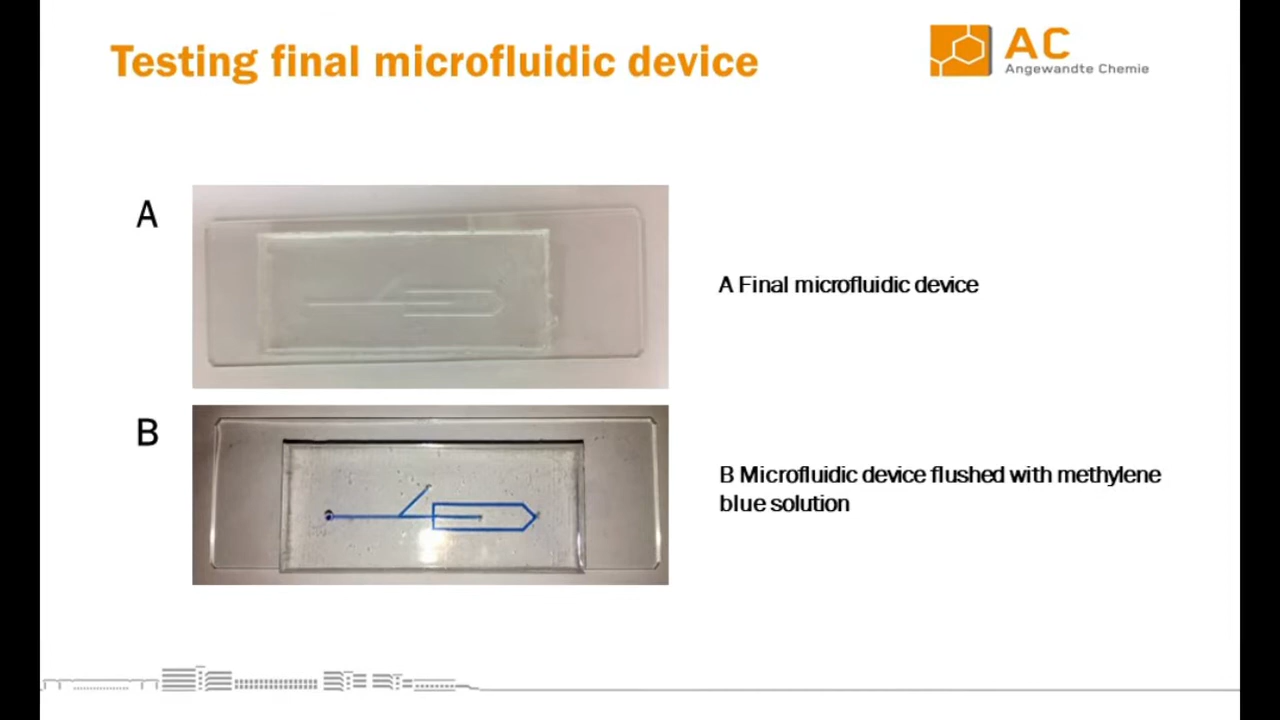 Testing final microfluidic device
AC
Angewandte Chemie
A
A Final microfluidic device
B
B Microfluidic device flushed with methylene
blue solution